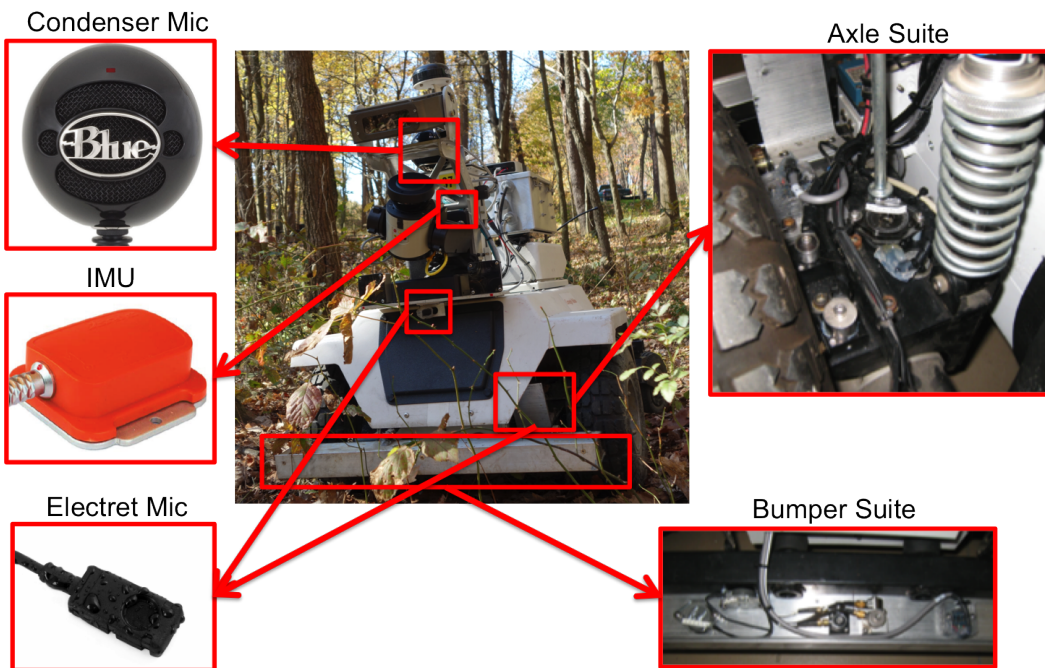 Condenser Mic
Axle Suite
Blue
IMU
Electret Mic
Bumper Suite